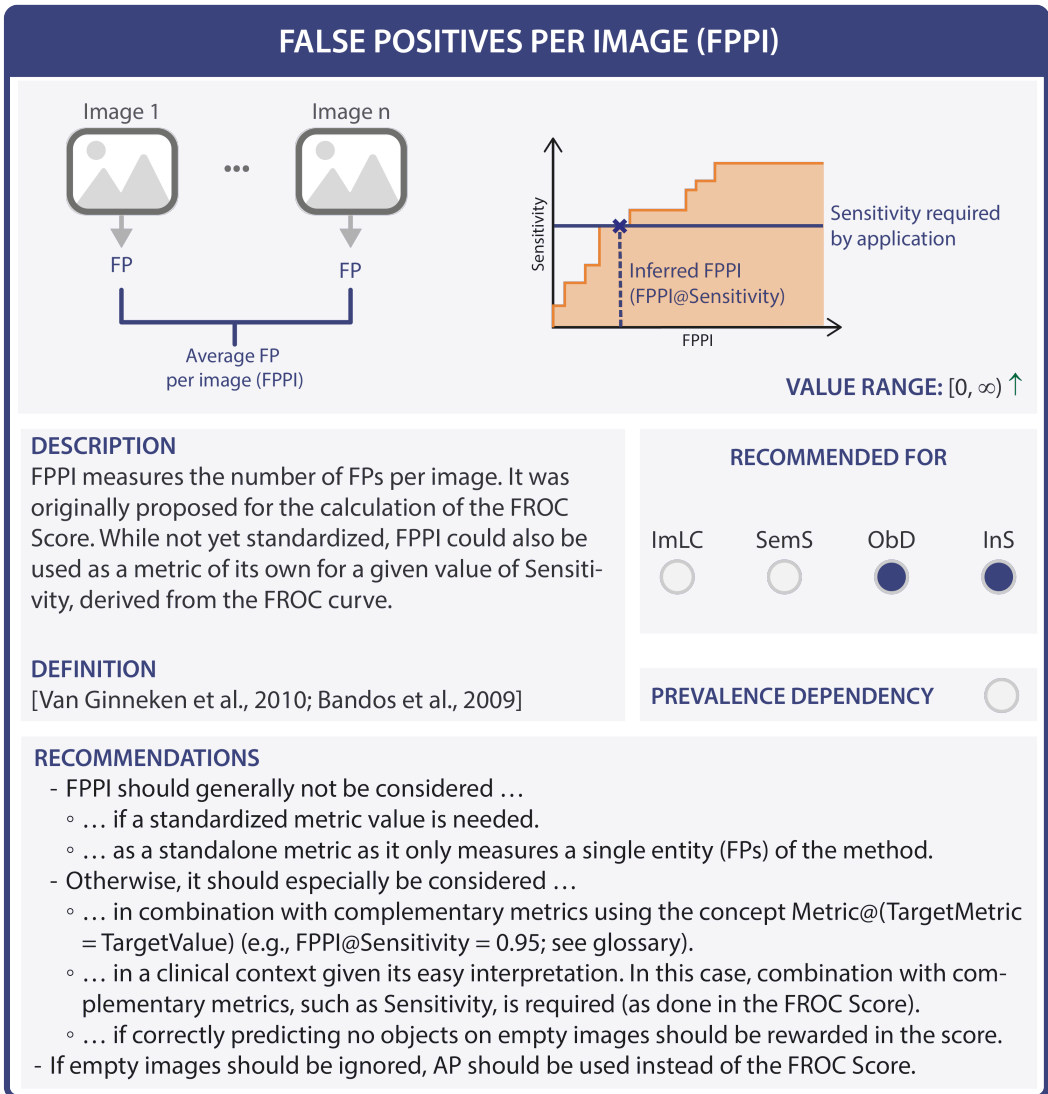 FALSE POSITIVES PER IMAGE (FPPI)
Image 1
Image n
...
FP
FP
Average FP
per image (FPPI)
Sensitivity
Sensitivity required
by application
Inferred FPPI
(FPPI@Sensitivity)
FPPI
VALUE RANGE: [0, ∞) ↑
DESCRIPTION
FPPI measures the number of FPs per image. It was
originally proposed for the calculation of the FROC
Score. While not yet standardized, FPPI could also be
used as a metric of its own for a given value of Sensiti-
vity, derived from the FROC curve.
DEFINITION
[Van Ginneken et al., 2010; Bandos et al., 2009]
RECOMMENDED FOR
ImLC SemS ObD InS
PREVALENCE DEPENDENCY
RECOMMENDATIONS
- FPPI should generally not be considered …
◦ … if a standardized metric value is needed.
◦ … as a standalone metric as it only measures a single entity (FPs) of the method.
- Otherwise, it should especially be considered …
◦ … in combination with complementary metrics using the concept Metric@(TargetMetric
= TargetValue) (e.g., FPPI@Sensitivity = 0.95; see glossary).
◦ … in a clinical context given its easy interpretation. In this case, combination with com-
plementary metrics, such as Sensitivity, is required (as done in the FROC Score).
◦ … if correctly predicting no objects on empty images should be rewarded in the score.
- If empty images should be ignored, AP should be used instead of the FROC Score.